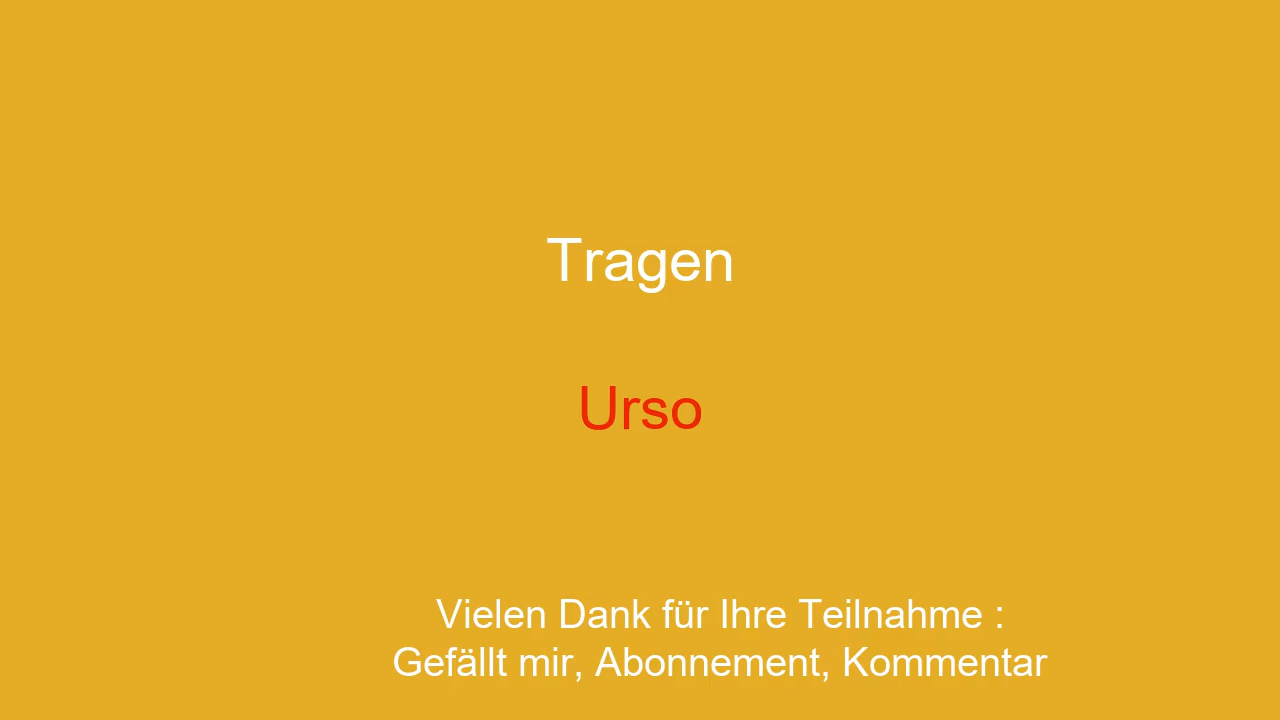 Tragen
Urso
Vielen Dank für Ihre Teilnahme :
Gefällt mir, Abonnement, Kommentar